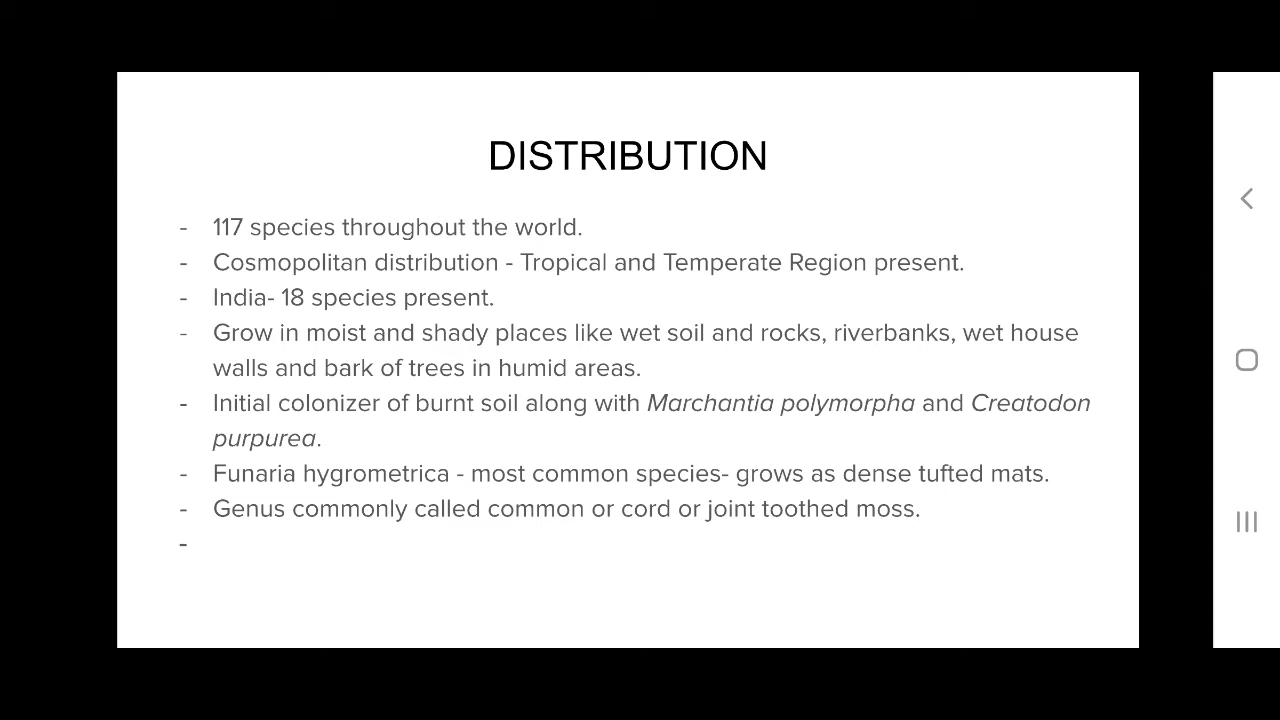 DISTRIBUTION
- 117 species throughout the world.
- Cosmopolitan distribution - Tropical and Temperate Region present.
- India- 18 species present.
- Grow in moist and shady places like wet soil and rocks, riverbanks, wet house
walls and bark of trees in humid areas.
- Initial colonizer of burnt soil along with Marchantia polymorpha and Creatodon
purpurea.
- Funaria hygrometrica - most common species- grows as dense tufted mats.
- Genus commonly called common or cord or joint toothed moss.
-